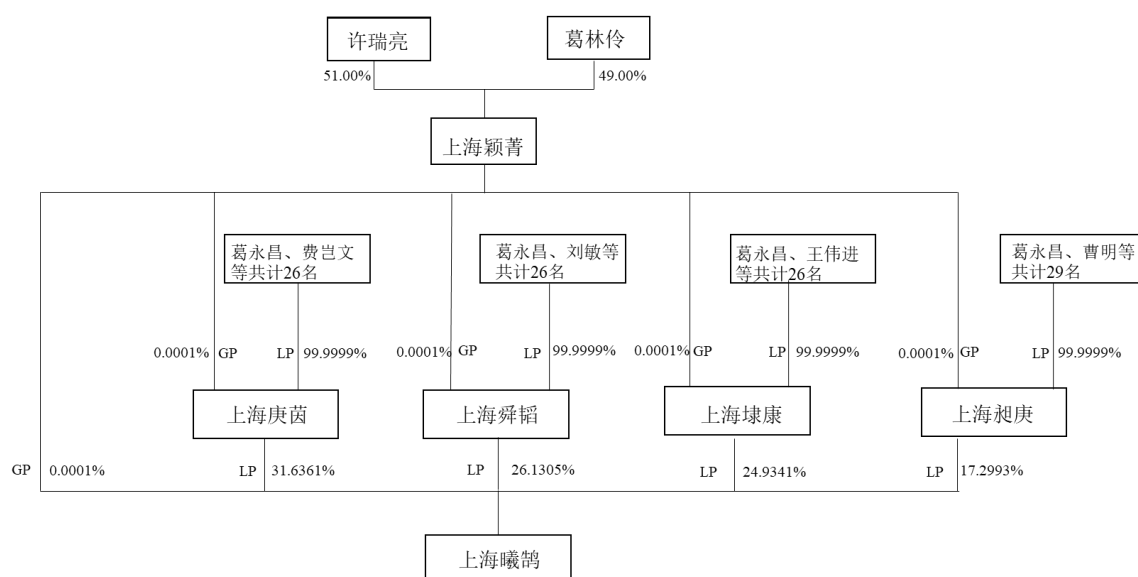 许瑞亮
葛林伶
51.00%
49.00%
上海颖菁
葛永昌、费岂文
等共计26名
葛永昌、刘敏等
共计26名
葛永昌、王伟进
等共计26名
葛永昌、曹明等
共计29名
0.0001% GP LP 99.9999%
0.0001% GP LP 99.9999%
0.0001% GP LP 99.9999%
0.0001% GP LP 99.9999%
上海庚茵
上海舜韬
上海埭康
上海昶庚
GP 0.0001%
LP 31.6361%
LP 26.1305%
LP 24.9341%
LP 17.2993%
上海曦鹄